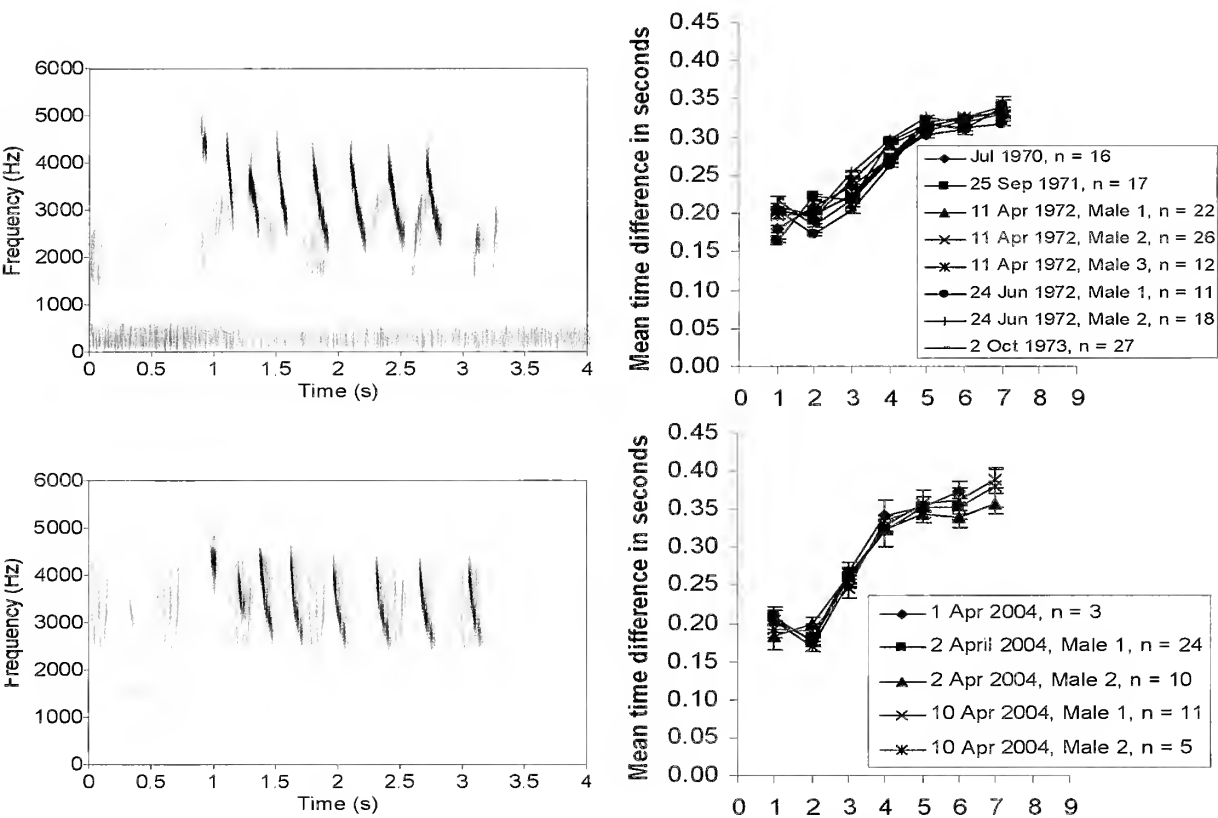 6000
5000
4000
3000
2000
1000
0
Frequency (Hz)
0 0.5 1 1.5 2 2.5 3 3.5 4
Time (s)
0.45
0.40
0.35
0.30
0.25
0.20
0.15
0.10
0.05
0.00
Mean time difference in seconds
0 1 2 3 4 5 6 7 8 9
Jul 1970, n = 16
25 Sep 1971, n = 17
11 Apr 1972, Male 1, n = 22
11 Apr 1972, Male 2, n = 26
11 Apr 1972, Male 3, n = 12
24 Jun 1972, Male 1, n = 11
24 Jun 1972, Male 2, n = 18
2 Oct 1973, n = 27
6000
5000
4000
3000
2000
1000
0
Frequency (Hz)
0 0.5 1 1.5 2 2.5 3 3.5 4
Time (s)
0.45
0.40
0.35
0.30
0.25
0.20
0.15
0.10
0.05
0.00
Mean time difference in seconds
0 1 2 3 4 5 6 7 8 9
1 Apr 2004, n = 3
2 April 2004, Male 1, n = 24
2 Apr 2004, Male 2, n = 10
10 Apr 2004, Male 1, n = 11
10 Apr 2004, Male 2, n = 5